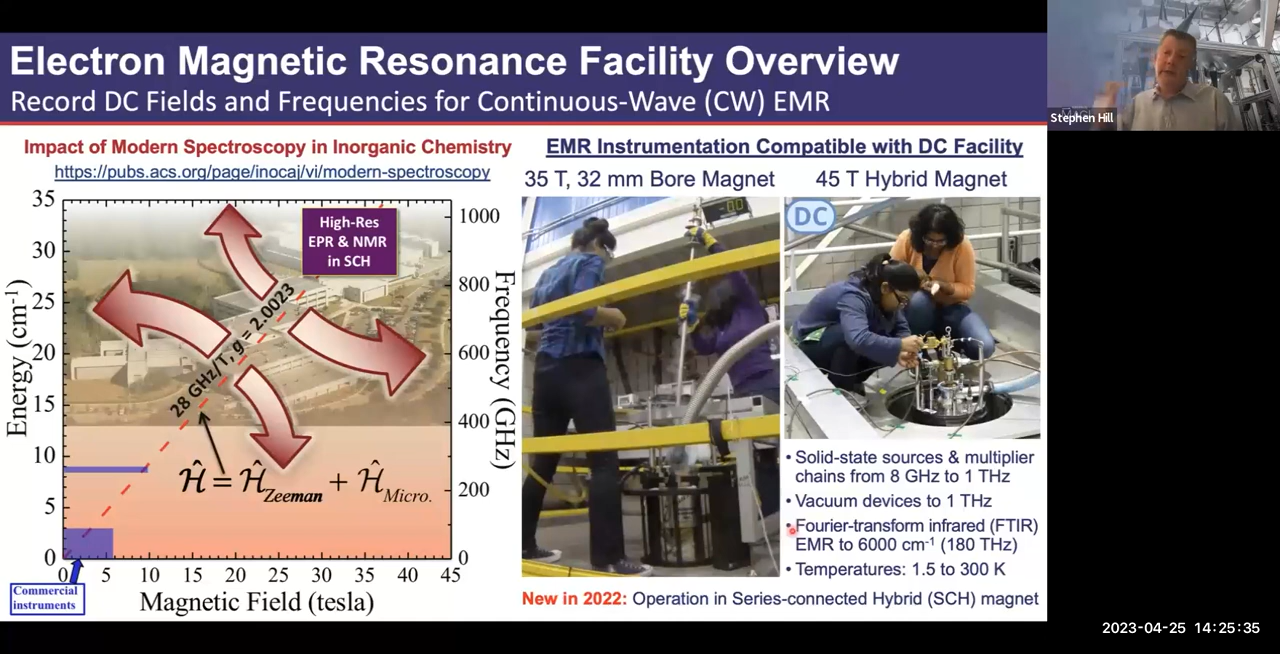 Electron Magnetic Resonance Facility Overview
Record DC Fields and Frequencies for Continuous-Wave (CW) EMR
Stephen Hill
Impact of Modern Spectroscopy in Inorganic Chemistry
https://pubs.acs.org/page/inocaj/vi/modern-spectroscopy
35
30
25
20
15
10
5
0
Energy (cm⁻¹)
High-Res
EPR & NMR
in SCH
28 GHz/T, g = 2.0023
Ĥ = Ĥ_Zeeman + Ĥ_Micro.
1000
800
600
400
200
0
Frequency (GHz)
0 5 10 15 20 25 30 35 40 45
Magnetic Field (tesla)
Commercial
instruments
EMR Instrumentation Compatible with DC Facility
35 T, 32 mm Bore Magnet
45 T Hybrid Magnet
DC
• Solid-state sources & multiplier
chains from 8 GHz to 1 THz
• Vacuum devices to 1 THz
• Fourier-transform infrared (FTIR)
EMR to 6000 cm⁻¹ (180 THz)
• Temperatures: 1.5 to 300 K
New in 2022: Operation in Series-connected Hybrid (SCH) magnet
2023-04-25 14:25:35